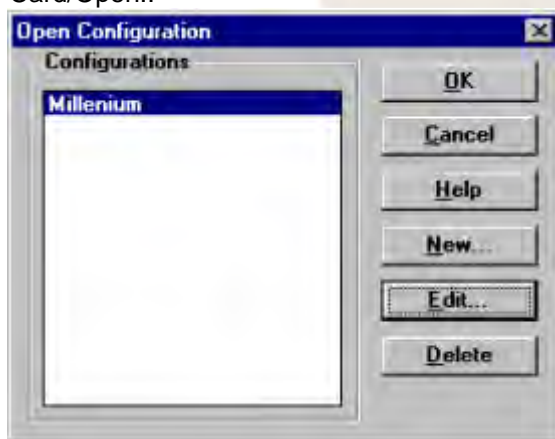 Card/Open..
Open Configuration
Configurations
Millenium
OK
Cancel
Help
New...
Edit...
Delete